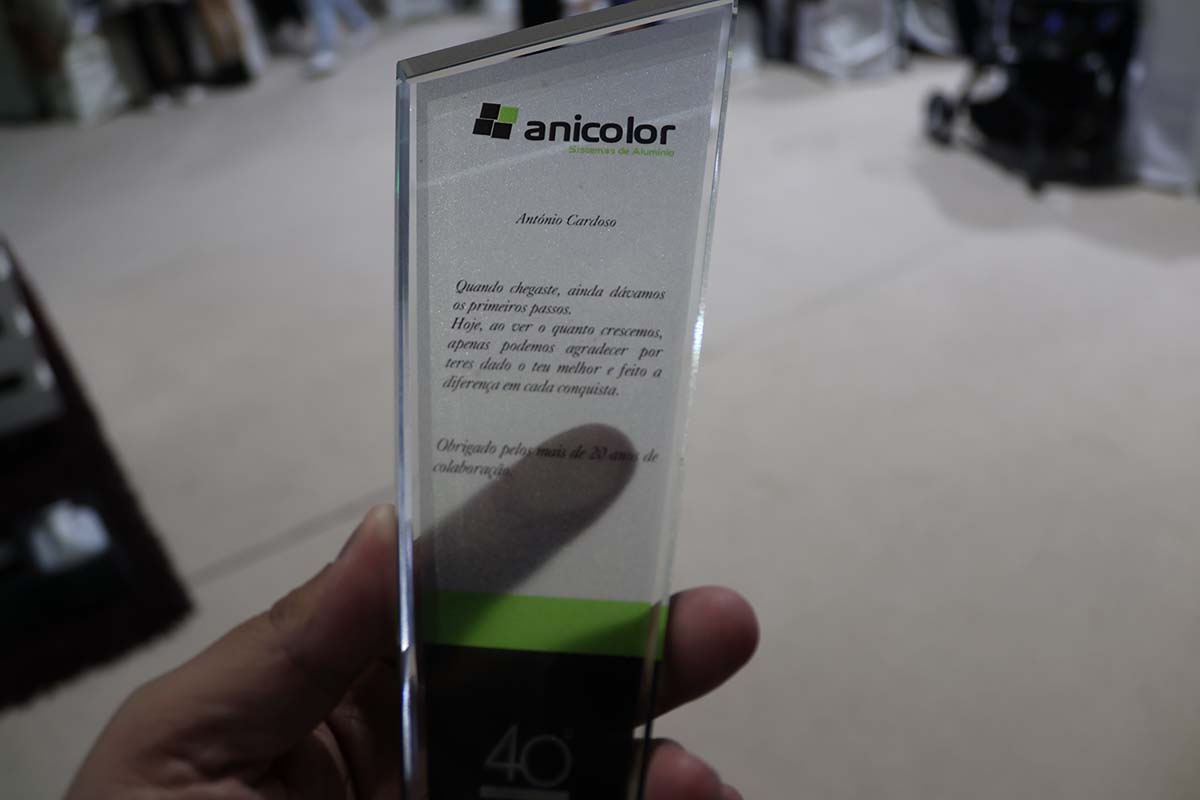 anicolor
Sistemas de Alumínio
António Cardoso
Quando chegaste, ainda dávamos
os primeiros passos.
Hoje, ao ver o quanto crescemos,
apenas podemos agradecer por
teres dado o teu melhor e feito a
diferença em cada conquista.
Obrigado pelos mais de 20 anos de
colaboração.
40